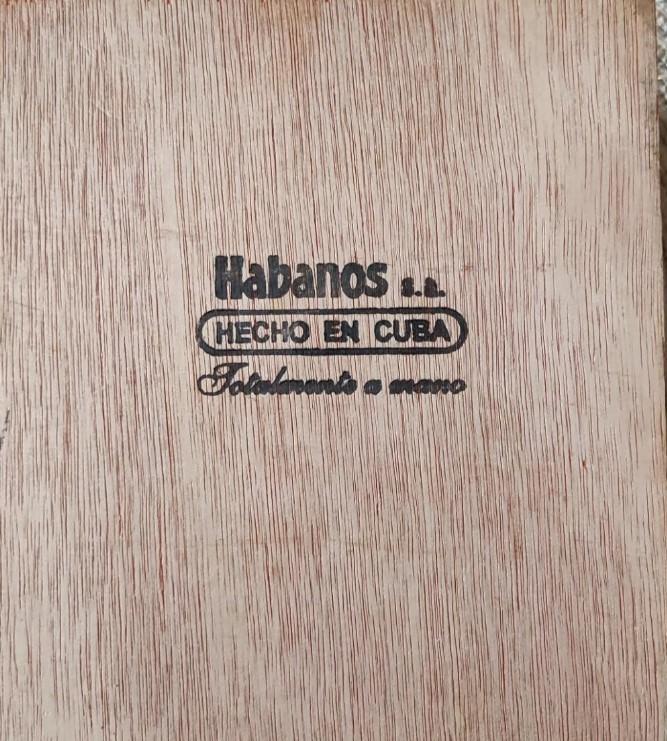 Habanos s.a.
HECHO EN CUBA
Totalmente a mano